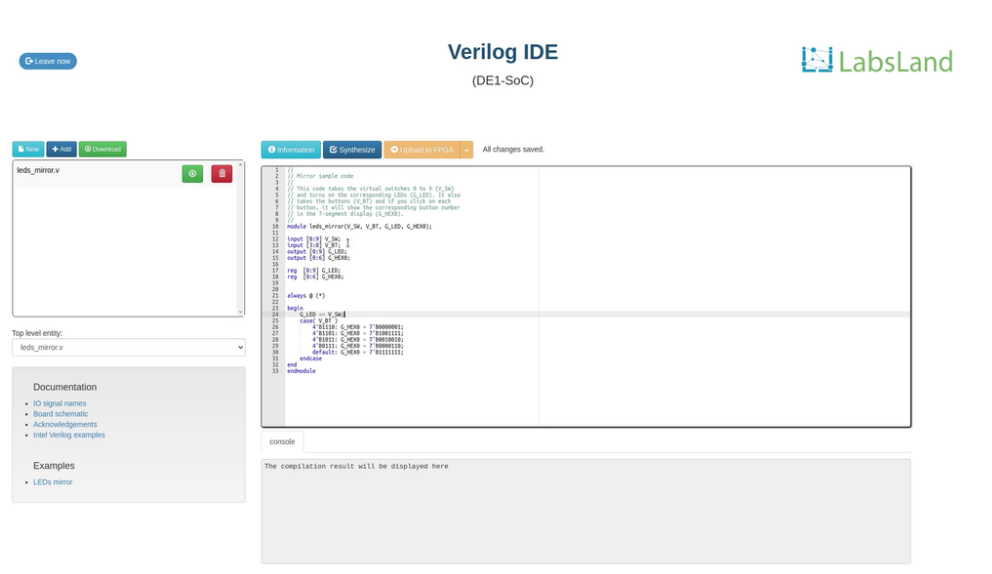 Leave now
Verilog IDE
(DE1-SoC)
LabsLand
New
Add
Download
Information
Synthesize
Upload to FPGA
All changes saved.
leds_mirror.v
1 //
2 // Mirror sample code
3 //
4 // This code takes the virtual switches 0 to 9 (V_SW)
5 // and turns on the corresponding LEDs (G_LED). It also
6 // takes the buttons (V_BT) and if you click on each
7 // button, it will show the corresponding button number
8 // in the 7-segment display (G_HEX0).
9 //
10 module leds_mirror(V_SW, V_BT, G_LED, G_HEX0);
11
12 input [0:9] V_SW;
13 input [3:0] V_BT;
14 output [0:9] G_LED;
15 output [0:6] G_HEX0;
16
17 reg [0:9] G_LED;
18 reg [0:6] G_HEX0;
19
20
21 always @ (*)
22
23 begin
24 G_LED <= V_SW;
25 case( V_BT )
26 4'B1110: G_HEX0 = 7'B0000001;
27 4'B1101: G_HEX0 = 7'B1001111;
28 4'B1011: G_HEX0 = 7'B0010010;
29 4'B0111: G_HEX0 = 7'B0000110;
30 default: G_HEX0 = 7'B1111111;
31 endcase
32 end
33 endmodule
Top level entity:
leds_mirror.v
Documentation
IO signal names
Board schematic
Acknowledgements
Intel Verilog examples
Examples
LEDs mirror
console
The compilation result will be displayed here